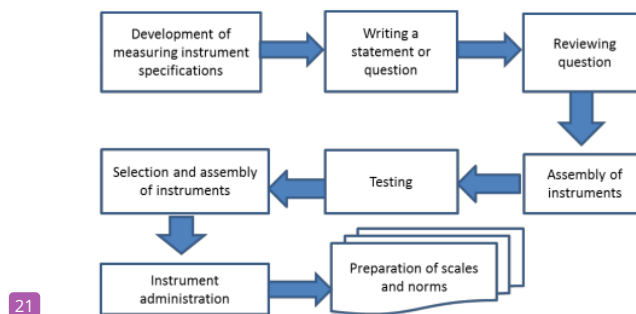 Development of
measuring instrument
specifications
Writing a
statement or
question
Reviewing
question
Assembly of
instruments
Testing
Selection and assembly
of instruments
Instrument
administration
Preparation of scales
and norms
21